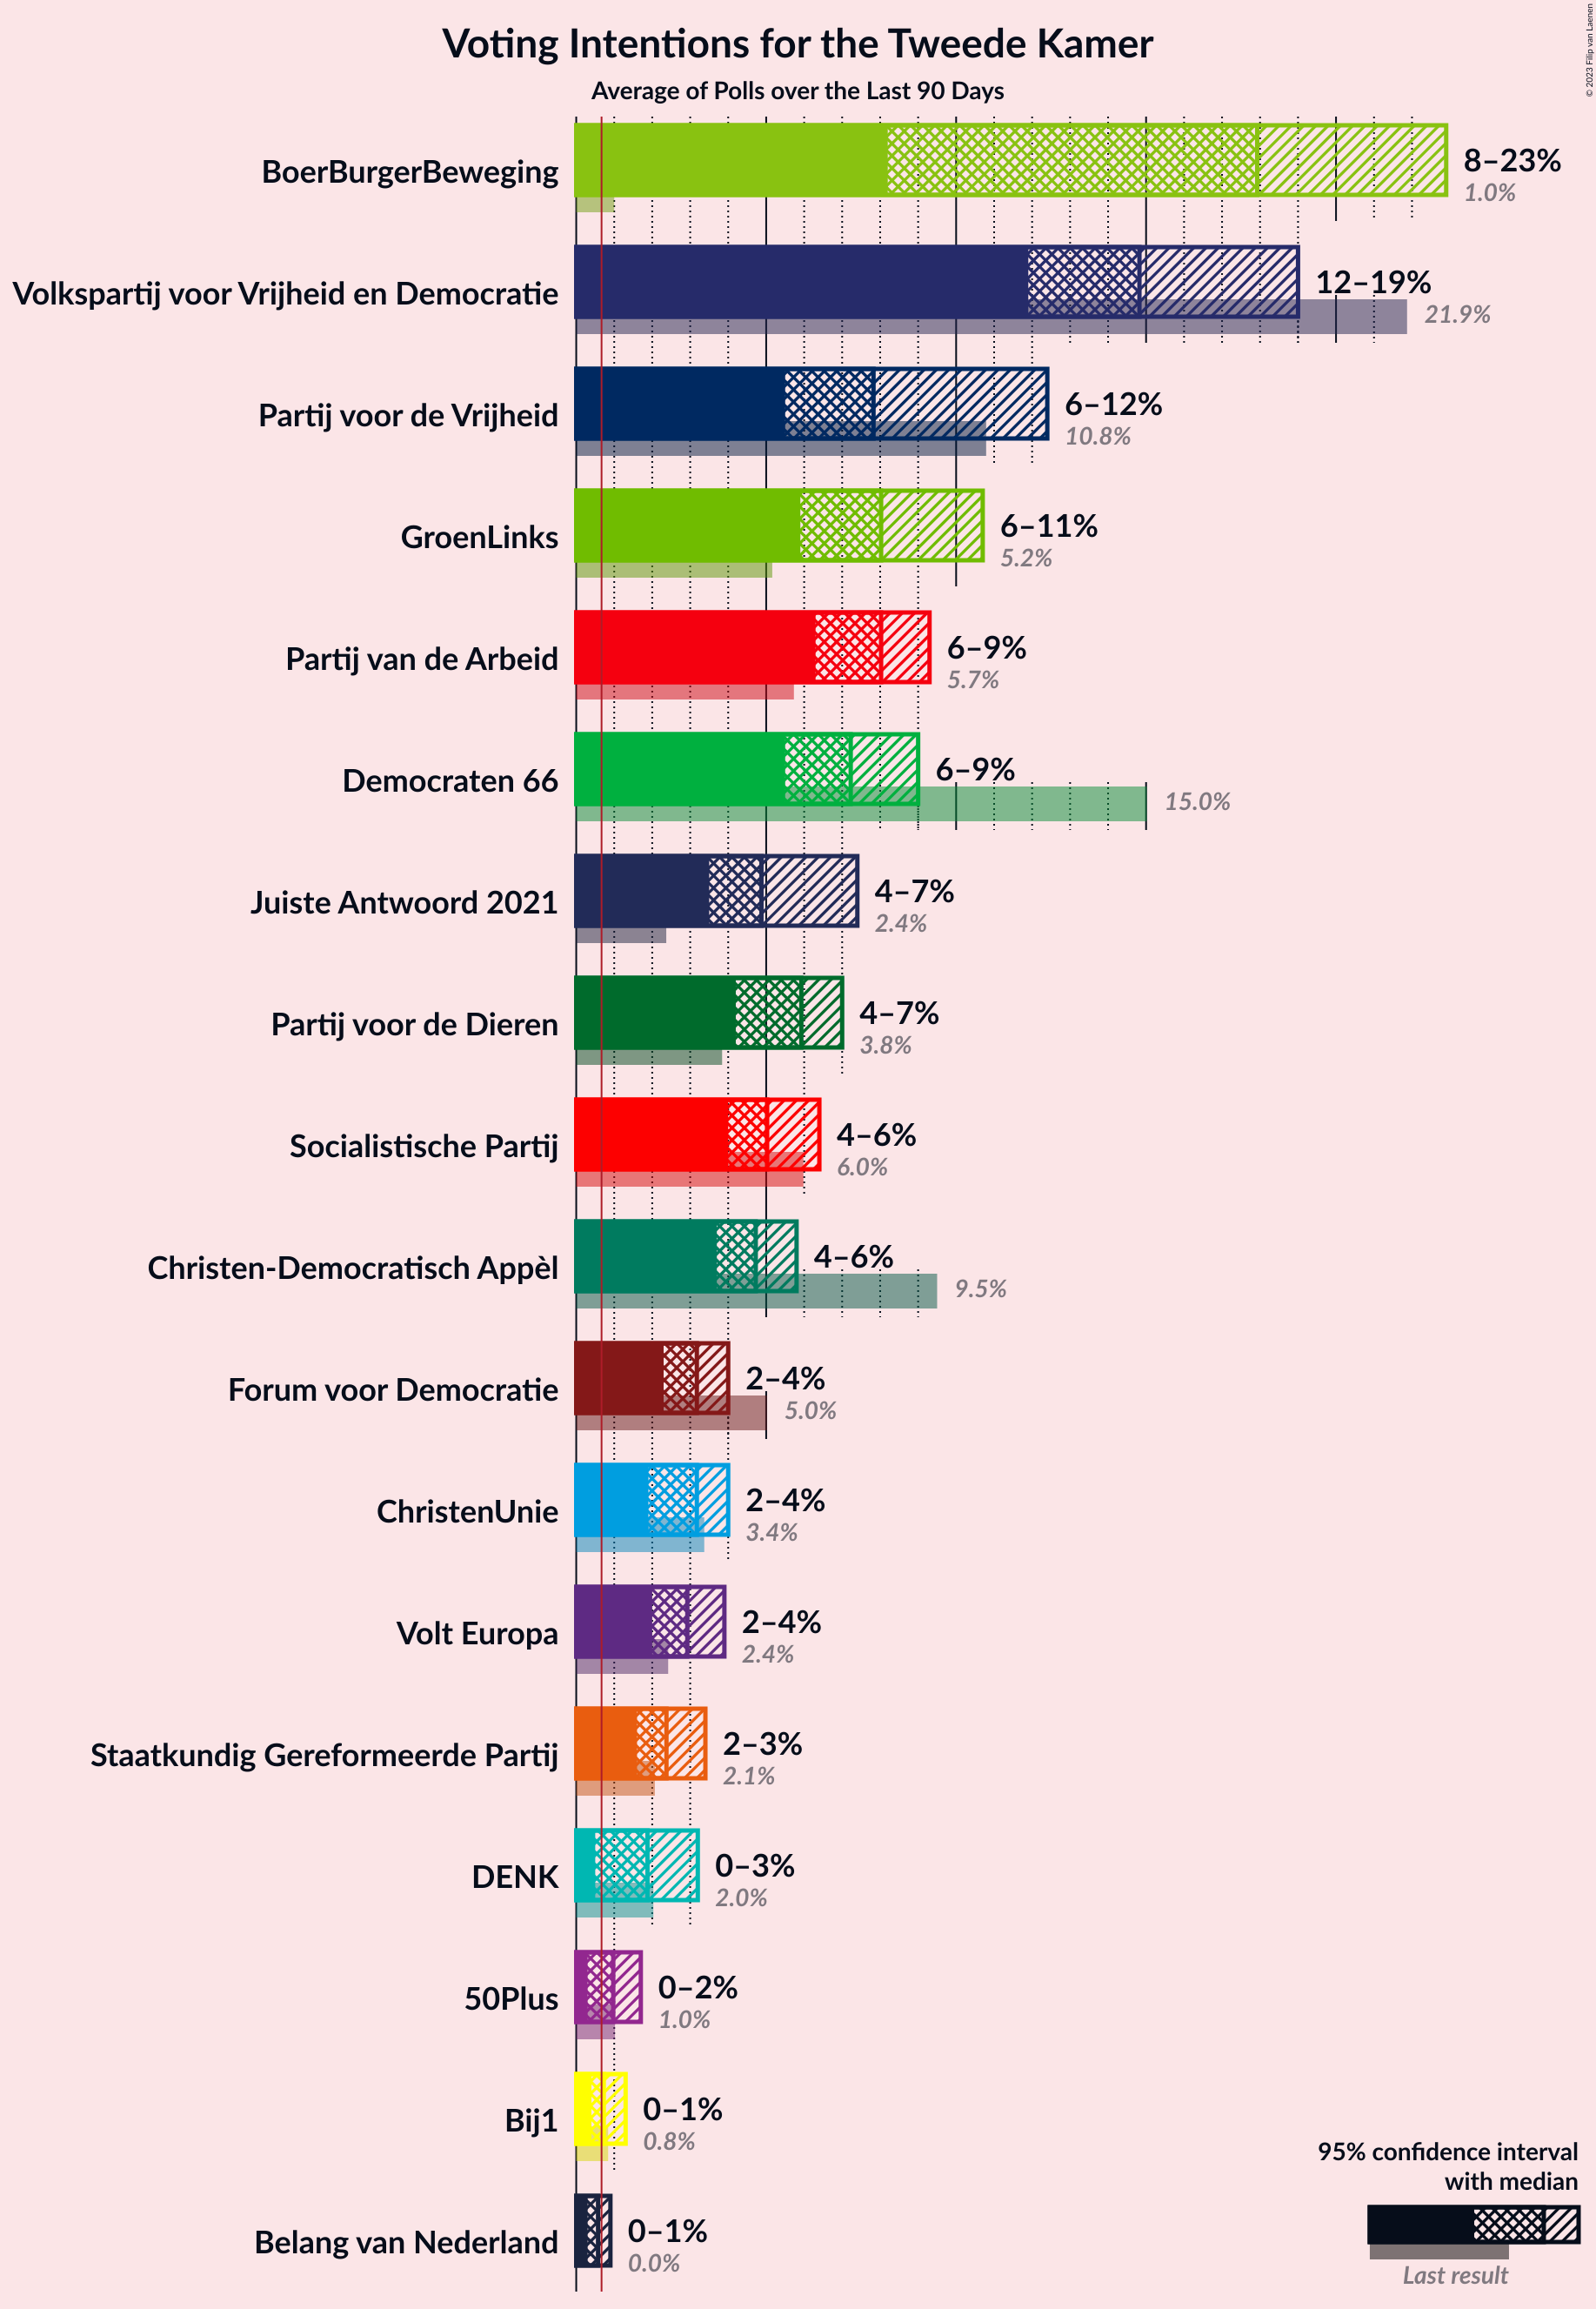 Voting Intentions for the Tweede Kamer
Average of Polls over the Last 90 Days
© 2023 Filip van Laenen
BoerBurgerBeweging
8–23%
1.0%
Volkspartij voor Vrijheid en Democratie
12–19%
21.9%
Partij voor de Vrijheid
6–12%
10.8%
GroenLinks
6–11%
5.2%
Partij van de Arbeid
6–9%
5.7%
Democraten 66
6–9%
15.0%
Juiste Antwoord 2021
4–7%
2.4%
Partij voor de Dieren
4–7%
3.8%
Socialistische Partij
4–6%
6.0%
Christen-Democratisch Appèl
4–6%
9.5%
Forum voor Democratie
2–4%
5.0%
ChristenUnie
2–4%
3.4%
Volt Europa
2–4%
2.4%
Staatkundig Gereformeerde Partij
2–3%
2.1%
DENK
0–3%
2.0%
50Plus
0–2%
1.0%
Bij1
0–1%
0.8%
Belang van Nederland
0–1%
0.0%
95% confidence interval
with median
Last result